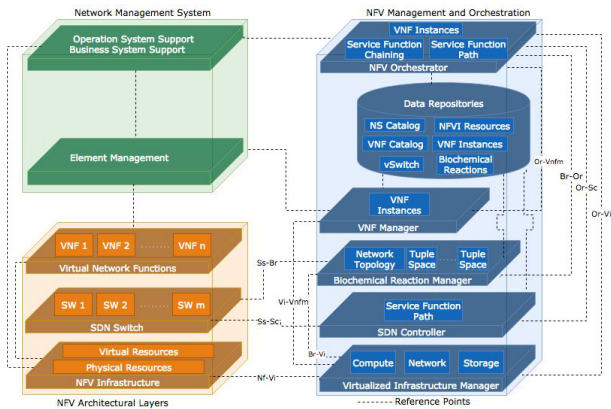 Network Management System
Operation System Support
Business System Support
Element Management
VNF 1 VNF 2 ........ VNF n
Virtual Network Functions
SW 1 SW 2 ........ SW m
SDN Switch
Virtual Resources
Physical Resources
NFV Infrastructure
NFV Architectural Layers
Ss-Br
Vi-Vnfm
Ss-Sc
Br-Vi
Nf-Vi
NFV Management and Orchestration
VNF Instances
Service Function Chaining
Service Function Path
NFV Orchestrator
Data Repositories
NS Catalog
NFVI Resources
VNF Catalog
VNF Instances
vSwitch
Biochemical Reactions
VNF Instances
VNF Manager
Network Topology
Tuple Space ...... Tuple Space
Biochemical Reaction Manager
Service Function Path
SDN Controller
Compute Network Storage
Virtualized Infrastructure Manager
Or-Vnfm
Br-Or
Or-Sc
Or-Vi
Reference Points